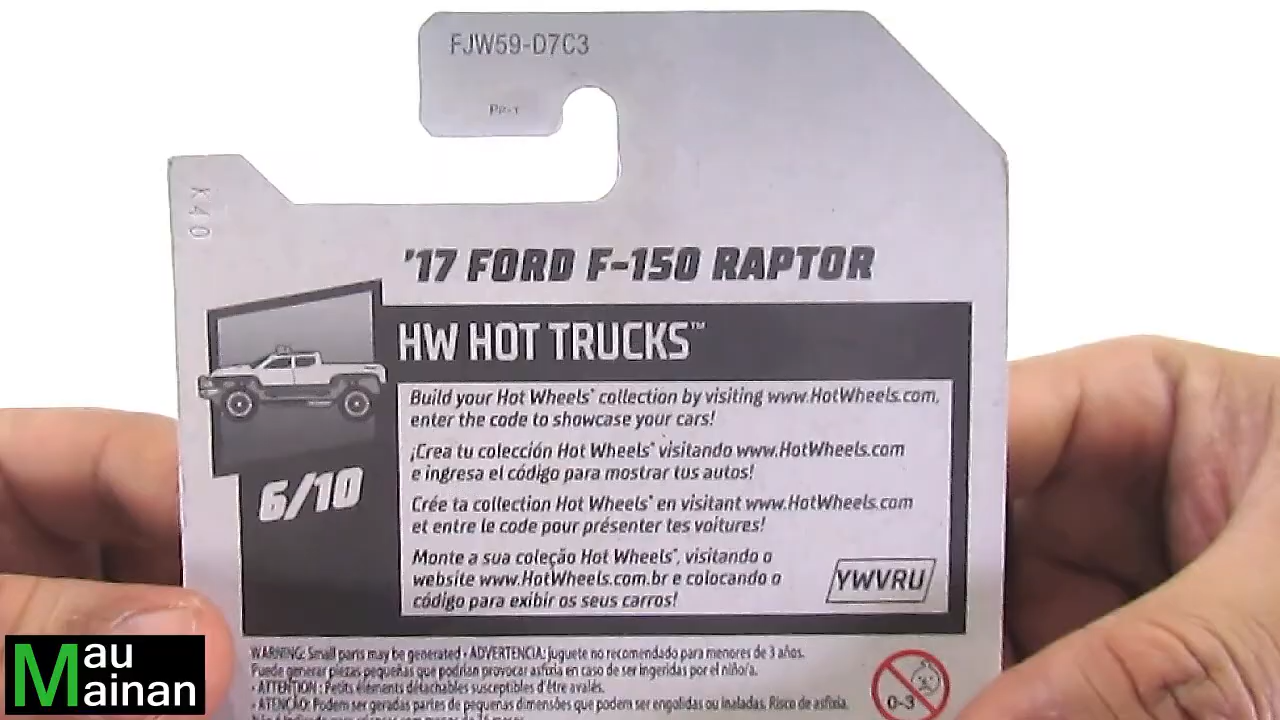 FJW59-D7C3
PP-1
K40
'17 FORD F-150 RAPTOR
HW HOT TRUCKS™
6/10
Build your Hot Wheels® collection by visiting www.HotWheels.com,
enter the code to showcase your cars!
¡Crea tu colección Hot Wheels® visitando www.HotWheels.com
e ingresa el código para mostrar tus autos!
Crée ta collection Hot Wheels® en visitant www.HotWheels.com
et entre le code pour présenter tes voitures!
Monte a sua coleção Hot Wheels®, visitando o
website www.HotWheels.com.br e colocando o
código para exibir os seus carros!
YWVRU
WARNING: Small parts may be generated • ADVERTENCIA: juguete no recomendado para menores de 3 años.
Puede generar piezas pequeñas que podrían provocar asfixia en caso de ser ingeridas por el niño/a.
• ATTENTION : Petits éléments détachables susceptibles d'être avalés.
• ATENÇÃO: Podem ser geradas partes de pequenas dimensões que podem ser engolidas ou inaladas. Risco de asfixia.
0-3
Mau
Mainan